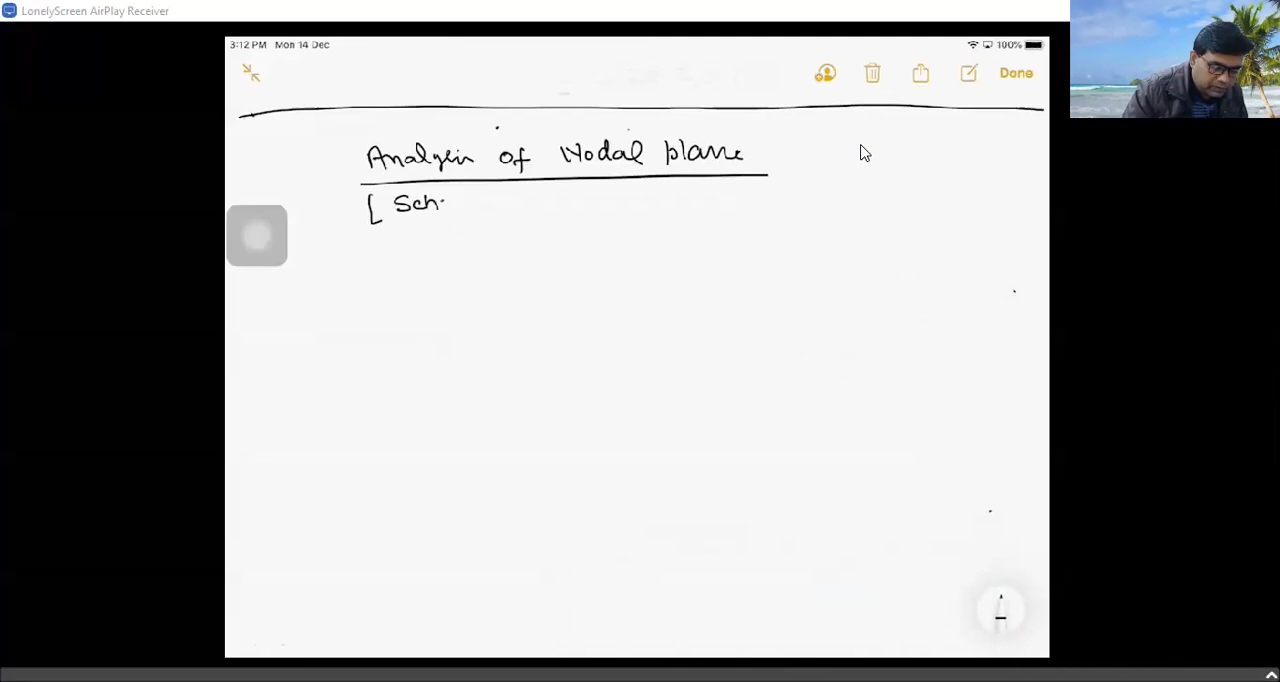 LonelyScreen AirPlay Receiver
3:12 PM Mon 14 Dec
100%
Done
Analysis of Nodal plane
[ Sch.